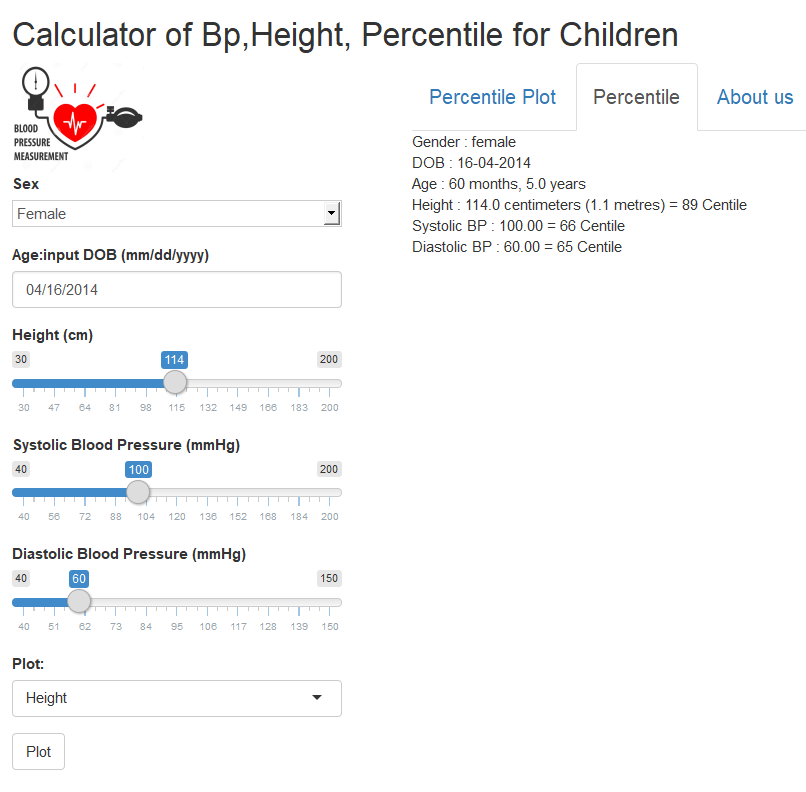 Calculator of Bp,Height, Percentile for Children
BLOOD
PRESSURE
MEASUREMENT
Sex
Female
Age:input DOB (mm/dd/yyyy)
04/16/2014
Height (cm)
30 114 200
30 47 64 81 98 115 132 149 166 183 200
Systolic Blood Pressure (mmHg)
40 100 200
40 56 72 88 104 120 136 152 168 184 200
Diastolic Blood Pressure (mmHg)
40 60 150
40 51 62 73 84 95 106 117 128 139 150
Plot:
Height
Plot
Percentile Plot Percentile About us
Gender : female
DOB : 16-04-2014
Age : 60 months, 5.0 years
Height : 114.0 centimeters (1.1 metres) = 89 Centile
Systolic BP : 100.00 = 66 Centile
Diastolic BP : 60.00 = 65 Centile